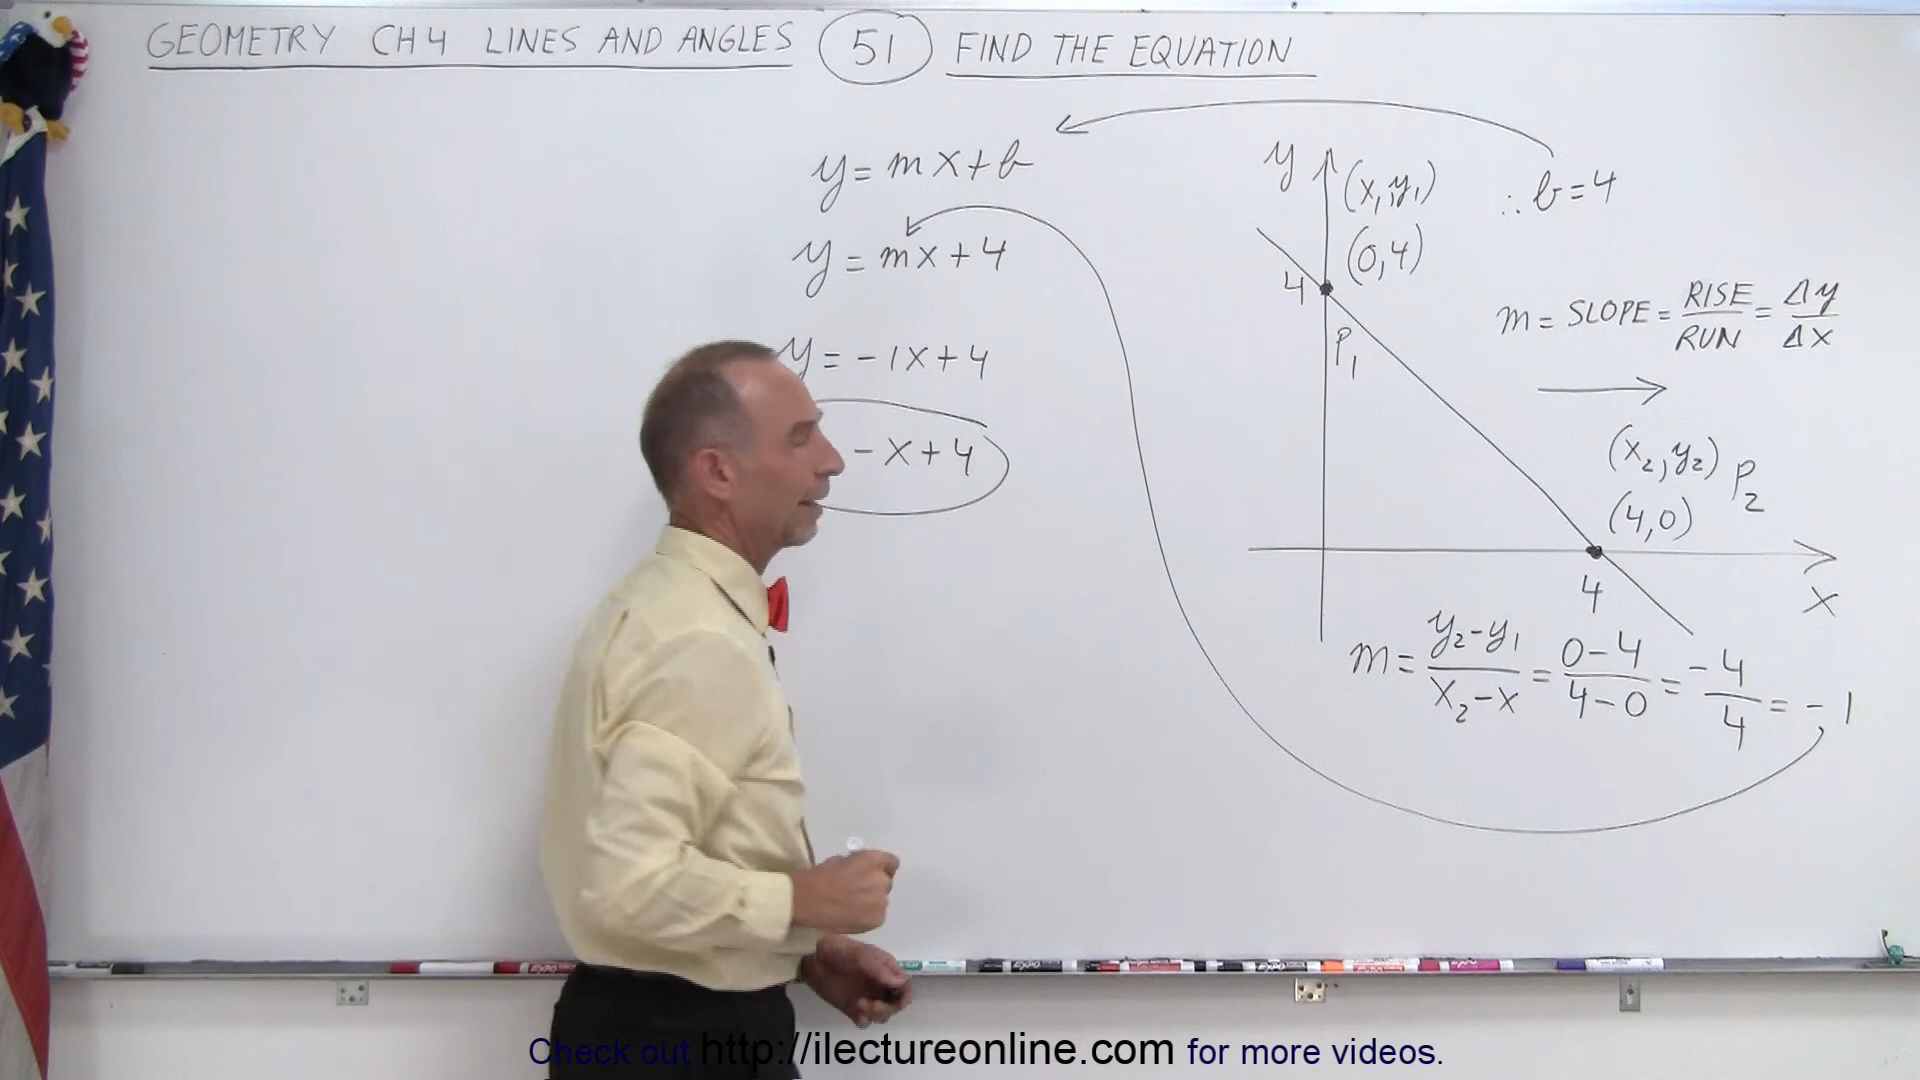 GEOMETRY CH 4 LINES AND ANGLES 51 FIND THE EQUATION
y = mx + b
y = mx + 4
y = -1x + 4
-x + 4
y
(x₁, y₁)
(0,4)
4
P₁
∴ b = 4
m = SLOPE = RISE/RUN = Δy/Δx
(x₂, y₂) P₂
(4,0)
4
x
m = (y₂-y₁)/(x₂-x) = (0-4)/(4-0) = -4/4 = -1
Check out http://ilectureonline.com for more videos.